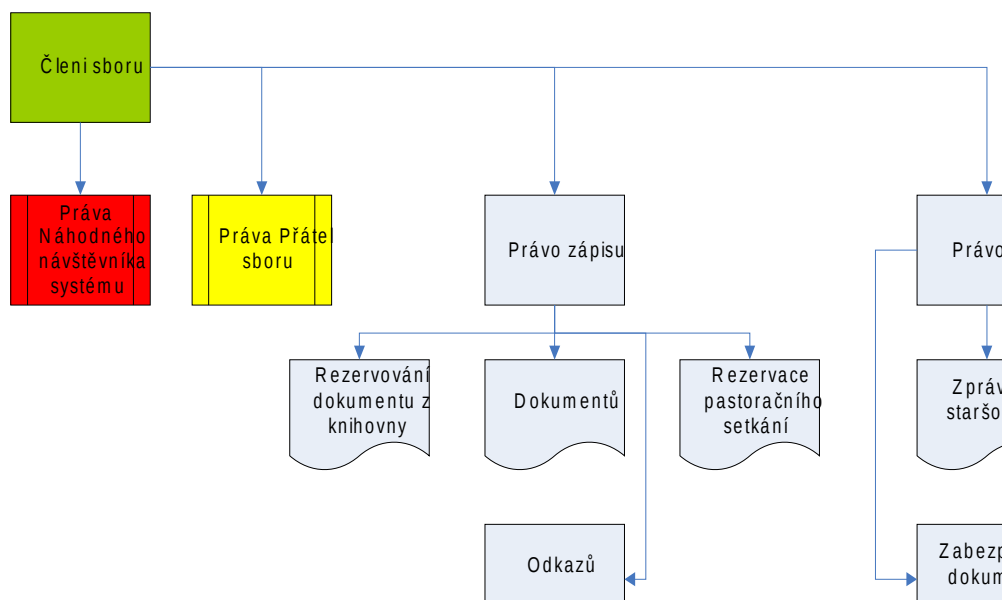 Členi sboru
Práva
Náhodného
návštěvníka
systému
Práva Přátel
sboru
Právo zápisu
Právo
Rezervování
dokumentu z
knihovny
Dokumentů
Rezervace
pastoračního
setkání
Odkazů